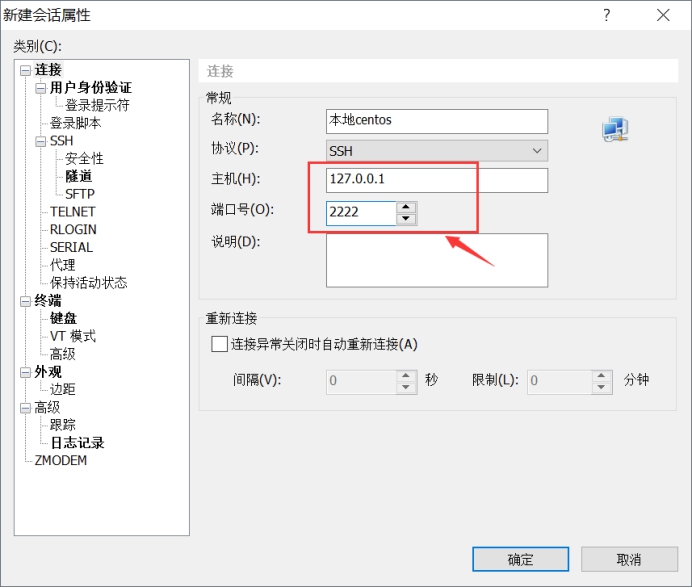 新建会话属性
?
类别(C):
连接
用户身份验证
登录提示符
登录脚本
SSH
安全性
隧道
SFTP
TELNET
RLOGIN
SERIAL
代理
保持活动状态
终端
键盘
VT 模式
高级
外观
边距
高级
跟踪
日志记录
ZMODEM
连接
常规
名称(N): 本地centos
协议(P): SSH
主机(H): 127.0.0.1
端口号(O): 2222
说明(D):
重新连接
连接异常关闭时自动重新连接(A)
间隔(V): 0 秒 限制(L): 0 分钟
确定 取消